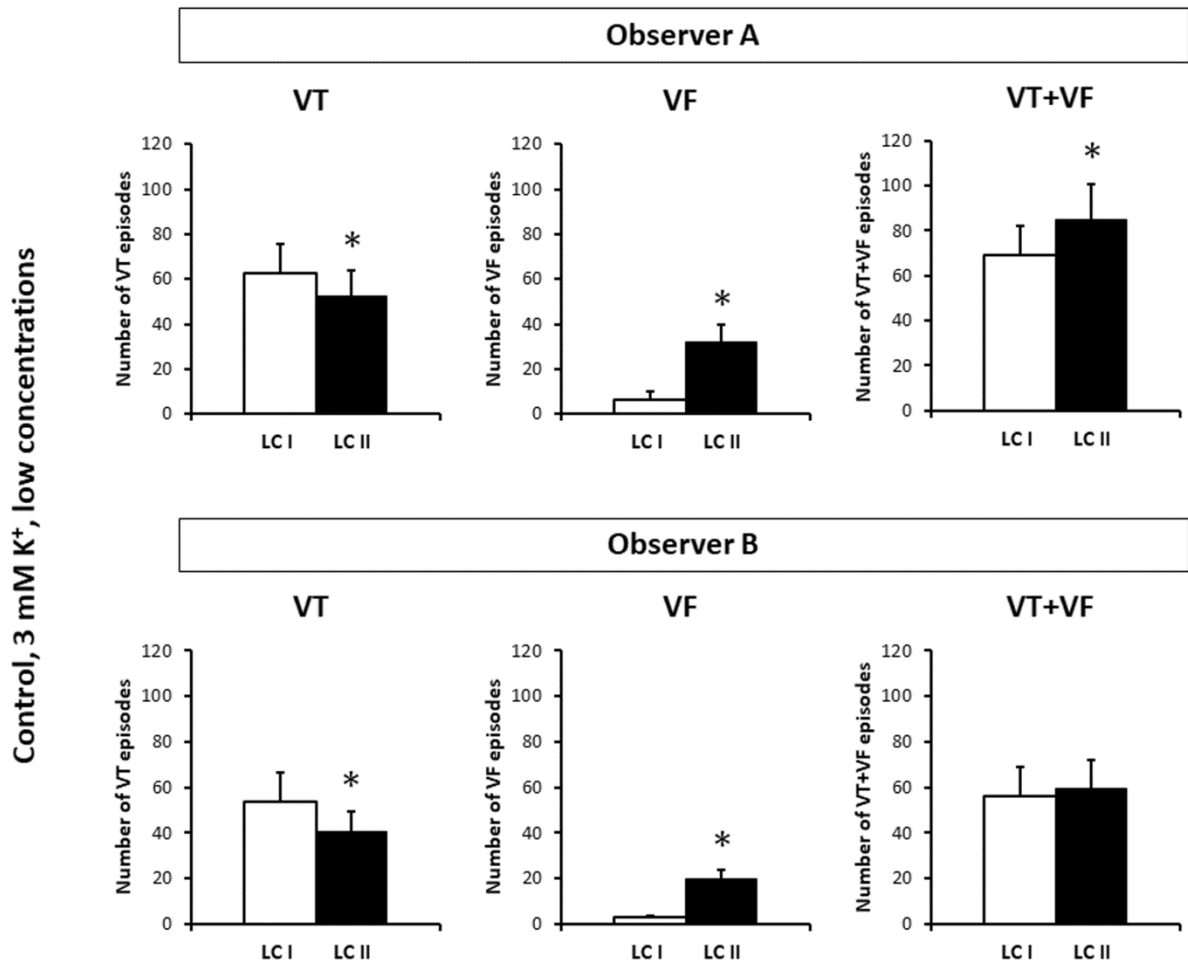 Control, 3 mM K⁺, low concentrations
Observer A
VT
Number of VT episodes
120
100
80
60
40
20
0
*
LC I LC II
VF
Number of VF episodes
120
100
80
60
40
20
0
*
LC I LC II
VT+VF
Number of VT+VF episodes
120
100
80
60
40
20
0
*
LC I LC II
Observer B
VT
Number of VT episodes
120
100
80
60
40
20
0
*
LC I LC II
VF
Number of VF episodes
120
100
80
60
40
20
0
*
LC I LC II
VT+VF
Number of VT+VF episodes
120
100
80
60
40
20
0
LC I LC II